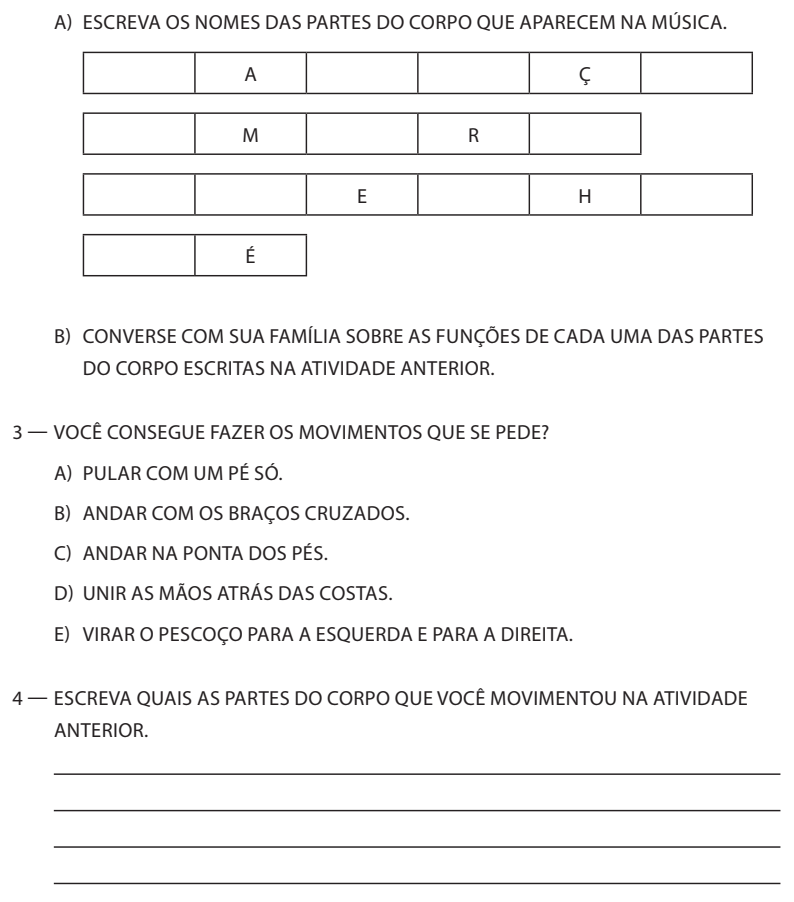 A) ESCREVA OS NOMES DAS PARTES DO CORPO QUE APARECEM NA MÚSICA.
A Ç
M R
E H
É
B) CONVERSE COM SUA FAMÍLIA SOBRE AS FUNÇÕES DE CADA UMA DAS PARTES
DO CORPO ESCRITAS NA ATIVIDADE ANTERIOR.
3 — VOCÊ CONSEGUE FAZER OS MOVIMENTOS QUE SE PEDE?
A) PULAR COM UM PÉ SÓ.
B) ANDAR COM OS BRAÇOS CRUZADOS.
C) ANDAR NA PONTA DOS PÉS.
D) UNIR AS MÃOS ATRÁS DAS COSTAS.
E) VIRAR O PESCOÇO PARA A ESQUERDA E PARA A DIREITA.
4 — ESCREVA QUAIS AS PARTES DO CORPO QUE VOCÊ MOVIMENTOU NA ATIVIDADE
ANTERIOR.